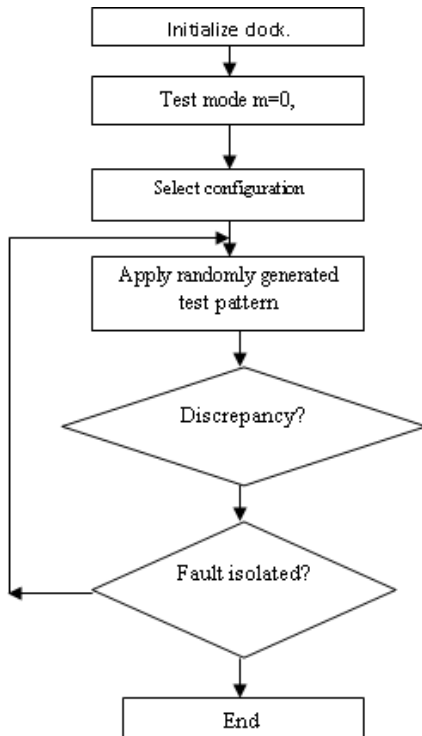 Initialize dock.
Test mode m=0,
Select configuration
Apply randomly generated
test pattern
Discrepancy?
Fault isolated?
End